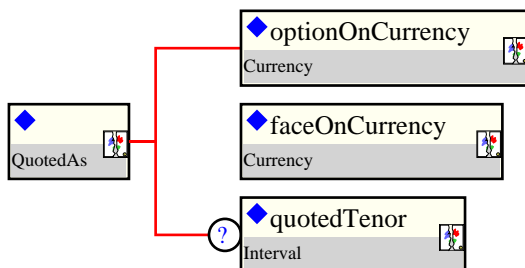 optionOnCurrency
Currency
QuotedAs
faceOnCurrency
Currency
?
quotedTenor
Interval